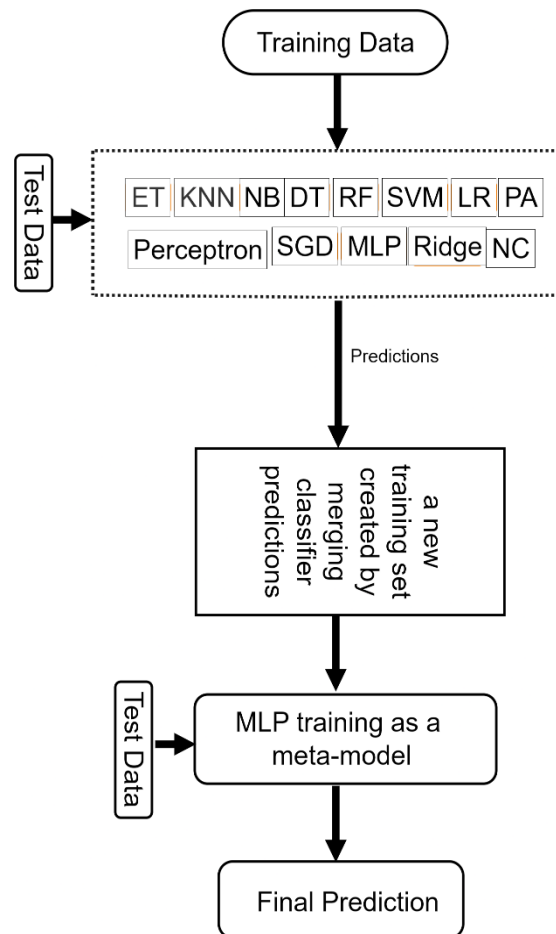 Training Data
Test Data
ET KNN NB DT RF SVM LR PA
Perceptron SGD MLP Ridge NC
Predictions
a new
training set
created by
merging
classifier
predictions
Test Data
MLP training as a
meta-model
Final Prediction